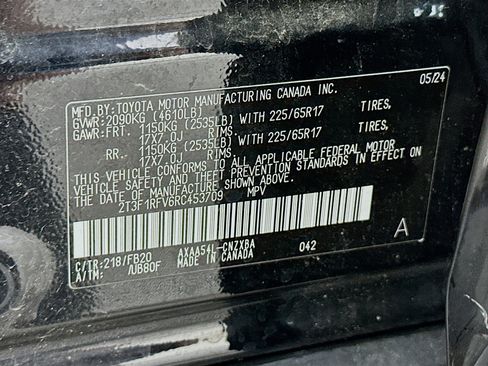 MFD.BY:TOYOTA MOTOR MANUFACTURING CANADA INC. 05/24
GVWR:2090KG (4610LB)
GAWR:FRT. 1150KG (2535LB) WITH 225/65R17 TIRES,
17X7.0J RIMS
RR. 1150KG (2535LB) WITH 225/65R17 TIRES,
17X7.0J RIMS
THIS VEHICLE CONFORMS TO ALL APPLICABLE FEDERAL MOTOR
VEHICLE SAFETY AND THEFT PREVENTION STANDARDS IN EFFECT ON
THE DATE OF MANUFACTURE SHOWN ABOVE.
2T3F1RFV6RC453709 MPV
A
C/TR:218/FB20 AXAA54L-CNZXBA 042
A/TM: /UB80F MADE IN CANADA